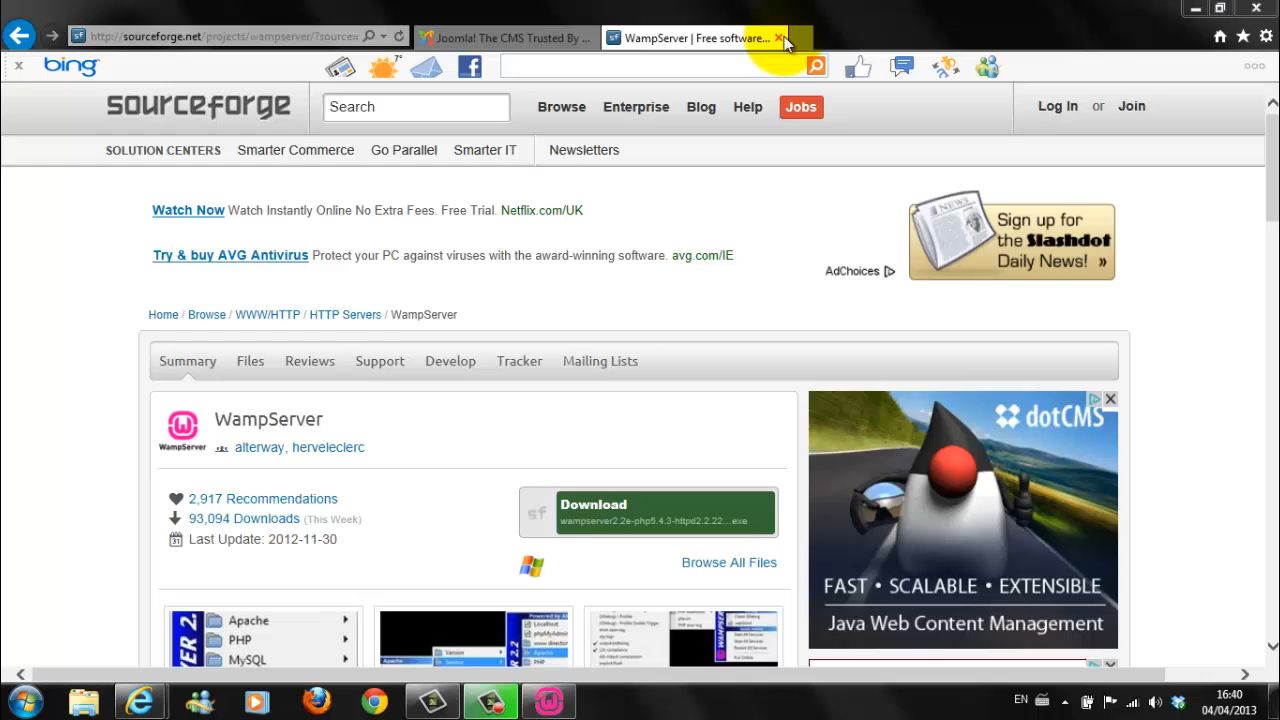 http://sourceforge.net/projects/wampserver/?source=
Joomla! The CMS Trusted By ...
sf WampServer | Free software...
bing
7°
sourceforge
Search
Browse
Enterprise
Blog
Help
Jobs
Log In or Join
SOLUTION CENTERS
Smarter Commerce
Go Parallel
Smarter IT
Newsletters
Watch Now Watch Instantly Online No Extra Fees. Free Trial. Netflix.com/UK
Try & buy AVG Antivirus Protect your PC against viruses with the award-winning software. avg.com/IE
AdChoices
NEWS
Sign up for
the Slashdot
Daily News! »
Home / Browse / WWW/HTTP / HTTP Servers / WampServer
Summary
Files
Reviews
Support
Develop
Tracker
Mailing Lists
WampServer
WampServer
alterway, herveleclerc
2,917 Recommendations
93,094 Downloads (This Week)
Last Update: 2012-11-30
sf
Download
wampserver2.2e-php5.4.3-httpd2.2.22...exe
Browse All Files
dotCMS
FAST • SCALABLE • EXTENSIBLE
Java Web Content Management
VER 2.
Apache
PHP
MySQL
EN
16:40
04/04/2013